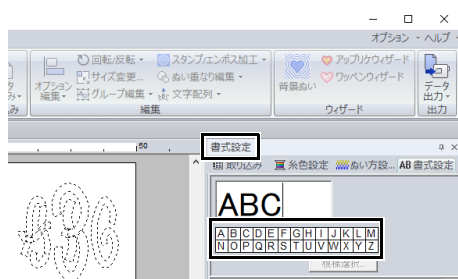 オプション ・ ヘルプ
回転/反転
スタンプ/エンボス加工
アップリケウィザード
オプション
サイズ変更...
ぬい重なり編集
背景ぬい
ワッペンウィザード
データ
編集
グループ編集
文字配列
出力
編集
ウィザード
出力
50
書式設定
取り込み
糸色設定
ぬい方設...
AB 書式設定
ABC
A B C D E F G H I J K L M
N O P Q R S T U V W X Y Z
模様選択...